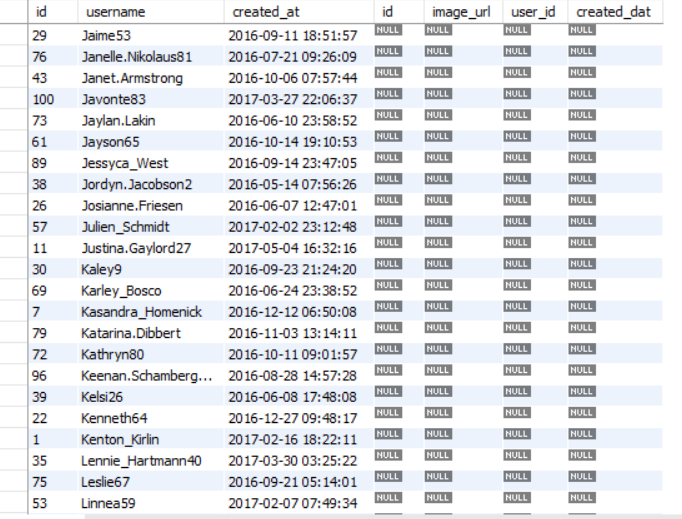 id username created_at id image_url user_id created_dat
29 Jaime53 2016-09-11 18:51:57 NULL NULL NULL NULL
76 Janelle.Nikolaus81 2016-07-21 09:26:09 NULL NULL NULL NULL
43 Janet.Armstrong 2016-10-06 07:57:44 NULL NULL NULL NULL
100 Javonte83 2017-03-27 22:06:37 NULL NULL NULL NULL
73 Jaylan.Lakin 2016-06-10 23:58:52 NULL NULL NULL NULL
61 Jayson65 2016-10-14 19:10:53 NULL NULL NULL NULL
89 Jessyca_West 2016-09-14 23:47:05 NULL NULL NULL NULL
38 Jordyn.Jacobson2 2016-05-14 07:56:26 NULL NULL NULL NULL
26 Josianne.Friesen 2016-06-07 12:47:01 NULL NULL NULL NULL
57 Julien_Schmidt 2017-02-02 23:12:48 NULL NULL NULL NULL
11 Justina.Gaylord27 2017-05-04 16:32:16 NULL NULL NULL NULL
30 Kaley9 2016-09-23 21:24:20 NULL NULL NULL NULL
69 Karley_Bosco 2016-06-24 23:38:52 NULL NULL NULL NULL
7 Kasandra_Homenick 2016-12-12 06:50:08 NULL NULL NULL NULL
79 Katarina.Dibbert 2016-11-03 13:14:11 NULL NULL NULL NULL
72 Kathryn80 2016-10-11 09:01:57 NULL NULL NULL NULL
96 Keenan.Schamberg... 2016-08-28 14:57:28 NULL NULL NULL NULL
39 Kelsi26 2016-06-08 17:48:08 NULL NULL NULL NULL
22 Kenneth64 2016-12-27 09:48:17 NULL NULL NULL NULL
1 Kenton_Kirlin 2017-02-16 18:22:11 NULL NULL NULL NULL
35 Lennie_Hartmann40 2017-03-30 03:25:22 NULL NULL NULL NULL
75 Leslie67 2016-09-21 05:14:01 NULL NULL NULL NULL
53 Linnea59 2017-02-07 07:49:34 NULL NULL NULL NULL